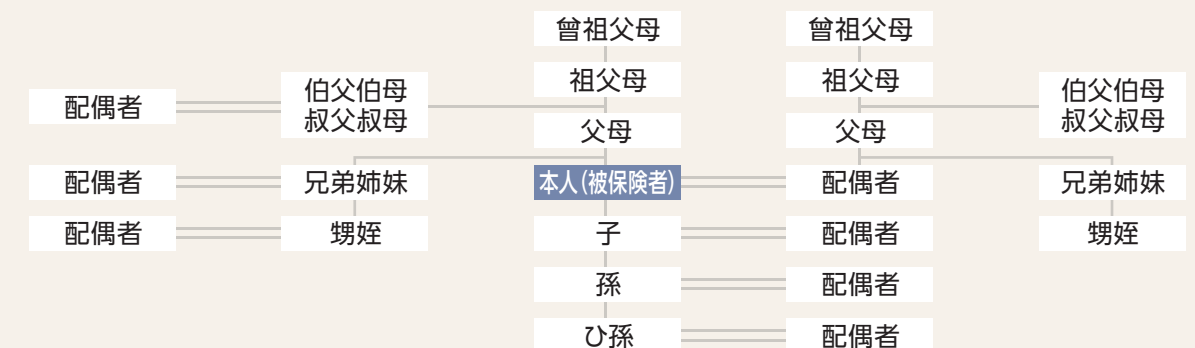 曾祖父母
曾祖父母
祖父母
祖父母
配偶者
伯父伯母
叔父叔母
伯父伯母
叔父叔母
父母
父母
配偶者
兄弟姉妹
本人(被保険者)
配偶者
兄弟姉妹
配偶者
甥姪
子
配偶者
甥姪
孫
配偶者
ひ孫
配偶者